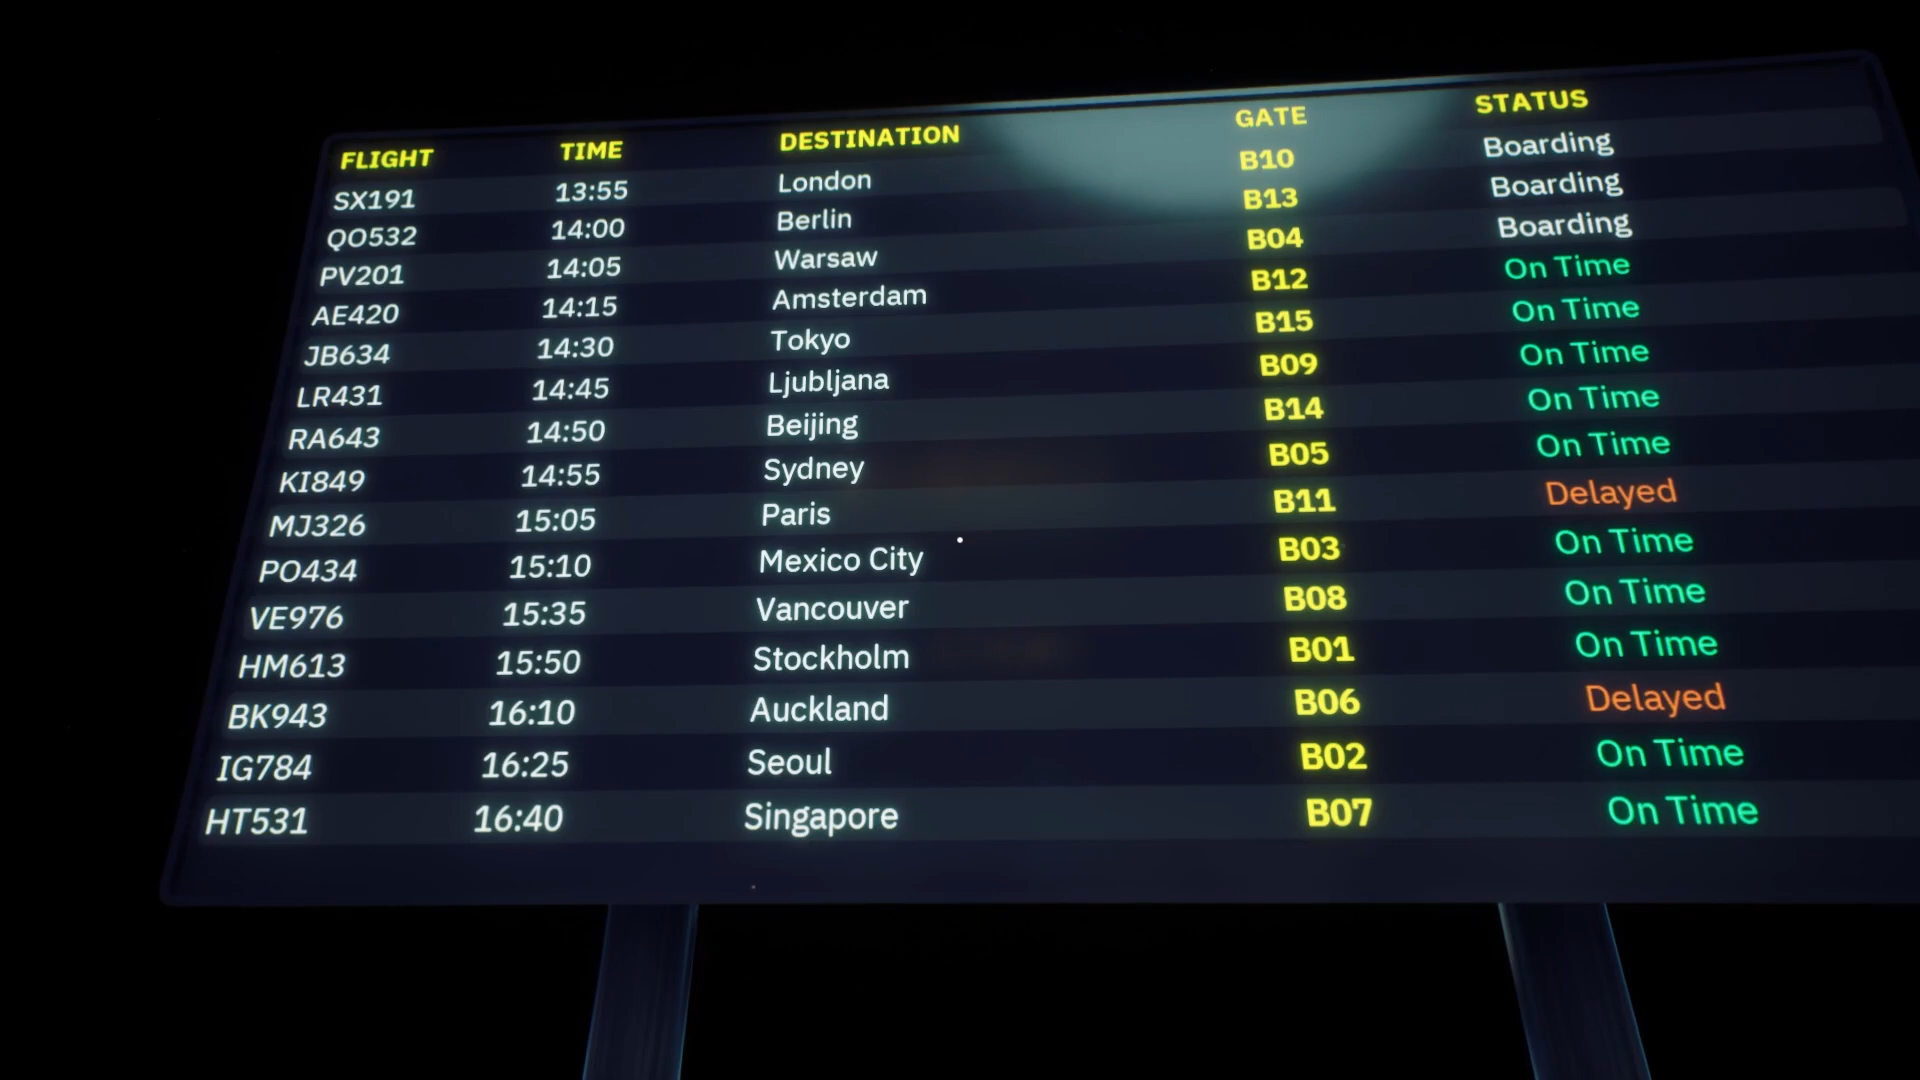 FLIGHT TIME DESTINATION GATE STATUS
SX191 13:55 London B10 Boarding
QO532 14:00 Berlin B13 Boarding
PV201 14:05 Warsaw B04 Boarding
AE420 14:15 Amsterdam B12 On Time
JB634 14:30 Tokyo B15 On Time
LR431 14:45 Ljubljana B09 On Time
RA643 14:50 Beijing B14 On Time
KI849 14:55 Sydney B05 On Time
MJ326 15:05 Paris B11 Delayed
PO434 15:10 Mexico City B03 On Time
VE976 15:35 Vancouver B08 On Time
HM613 15:50 Stockholm B01 On Time
BK943 16:10 Auckland B06 Delayed
IG784 16:25 Seoul B02 On Time
HT531 16:40 Singapore B07 On Time